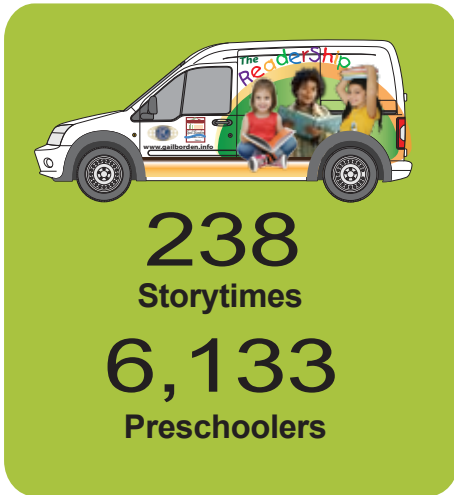 The
ReaderShip
www.gailborden.info
238
Storytimes
6,133
Preschoolers